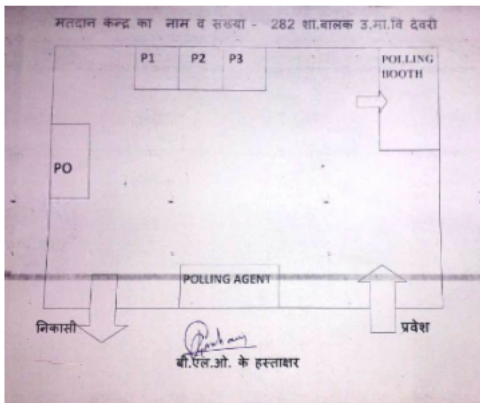 मतदान केन्द्र का नाम व संख्या - 282 शा.बालक उ.मा.वि देवरी
P1 P2 P3
POLLING
BOOTH
PO
POLLING AGENT
निकासी
प्रवेश
बी.एल.ओ. के हस्ताक्षर